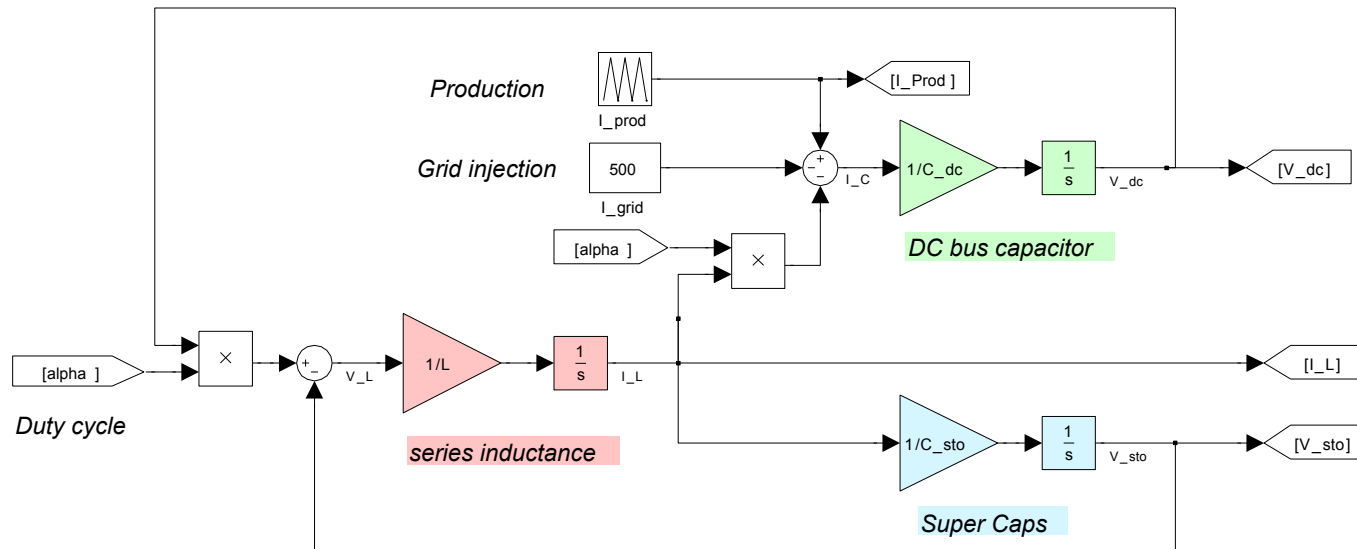 Production
I_prod
[I_Prod ]
Grid injection
500
I_grid
+
−
−
I_C
1/C_dc
1
s
V_dc
[V_dc]
DC bus capacitor
[alpha ]
×
[alpha ]
×
Duty cycle
+
−
V_L
1/L
1
s
I_L
[I_L]
series inductance
1/C_sto
1
s
V_sto
[V_sto]
Super Caps